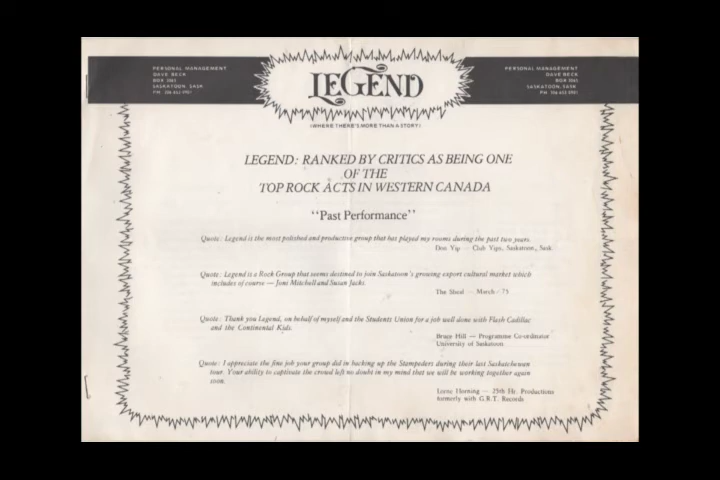 PERSONAL MANAGEMENT
DAVE BECK
BOX 3065
SASKATOON, SASK.
LEGEND
PERSONAL MANAGEMENT
DAVE BECK
BOX 3065
SASKATOON, SASK.
(WHERE THERE'S MORE THAN A STORY)
LEGEND: RANKED BY CRITICS AS BEING ONE
OF THE
TOP ROCK ACTS IN WESTERN CANADA
"Past Performance"
Quote: Legend is the most polished and productive group that has played my rooms during the past two years.
Don Yip — Club Yips, Saskatoon, Sask.
Quote: Legend is a Rock Group that seems destined to join Saskatoon's growing export cultural market which
includes of course — Joni Mitchell and Susan Jacks.
The Sheaf — March / 75
Quote: Thank you Legend, on behalf of myself and the Students Union for a job well done with Flash Cadillac
and the Continental Kids.
Bruce Hill — Programme Co-ordinator
University of Saskatoon
Quote: I appreciate the fine job your group did in backing up the Stampeders during their last Saskatchewan
tour. Your ability to captivate the crowd left no doubt in my mind that we will be working together again
soon.
Lorne Horning — 25th Hr. Productions
formerly with G.R.T. Records